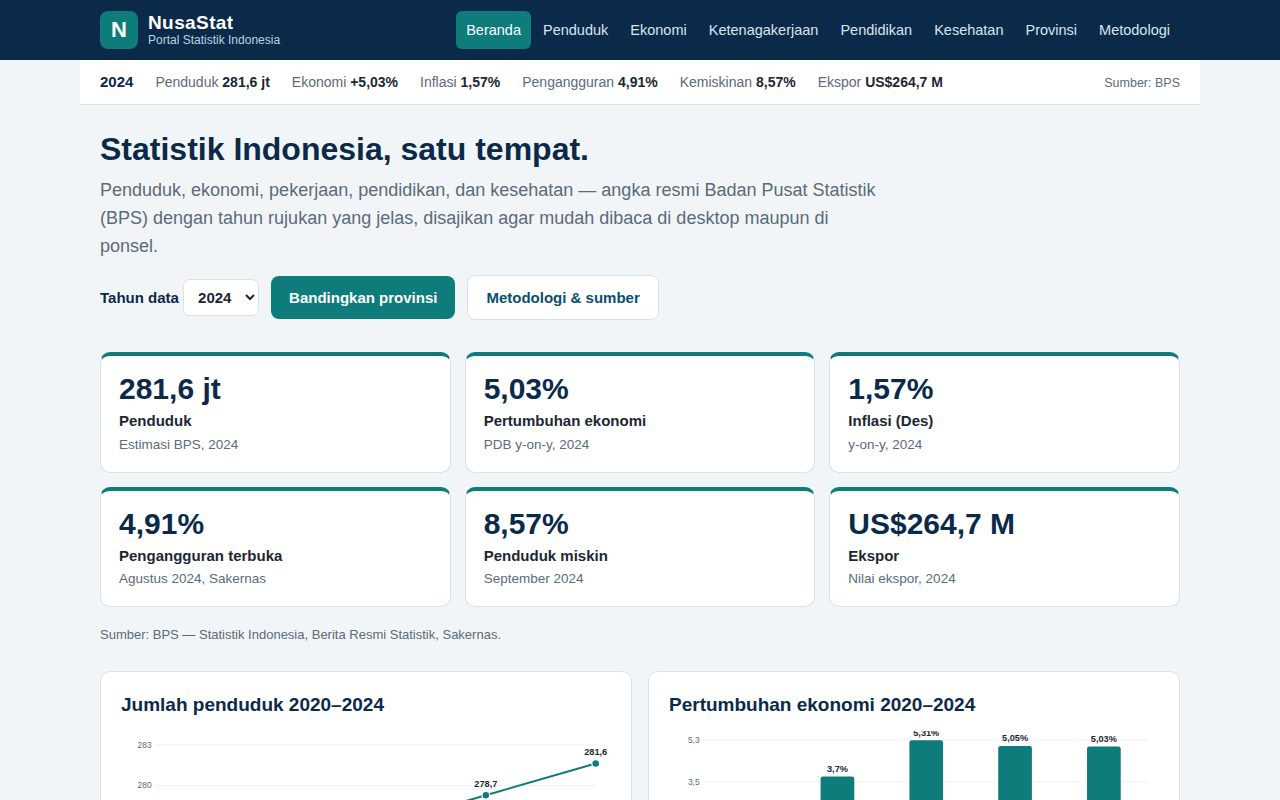 N
NusaStat
Portal Statistik Indonesia
Beranda Penduduk Ekonomi Ketenagakerjaan Pendidikan Kesehatan Provinsi Metodologi
2024 Penduduk 281,6 jt Ekonomi +5,03% Inflasi 1,57% Pengangguran 4,91% Kemiskinan 8,57% Ekspor US$264,7 M Sumber: BPS
Statistik Indonesia, satu tempat.
Penduduk, ekonomi, pekerjaan, pendidikan, dan kesehatan — angka resmi Badan Pusat Statistik
(BPS) dengan tahun rujukan yang jelas, disajikan agar mudah dibaca di desktop maupun di
ponsel.
Tahun data 2024 Bandingkan provinsi Metodologi & sumber
281,6 jt
Penduduk
Estimasi BPS, 2024
5,03%
Pertumbuhan ekonomi
PDB y-on-y, 2024
1,57%
Inflasi (Des)
y-on-y, 2024
4,91%
Pengangguran terbuka
Agustus 2024, Sakernas
8,57%
Penduduk miskin
September 2024
US$264,7 M
Ekspor
Nilai ekspor, 2024
Sumber: BPS — Statistik Indonesia, Berita Resmi Statistik, Sakernas.
Jumlah penduduk 2020–2024
283
281,6
280
278,7
Pertumbuhan ekonomi 2020–2024
5,3
5,31%
5,05%
5,03%
3,7%
3,5